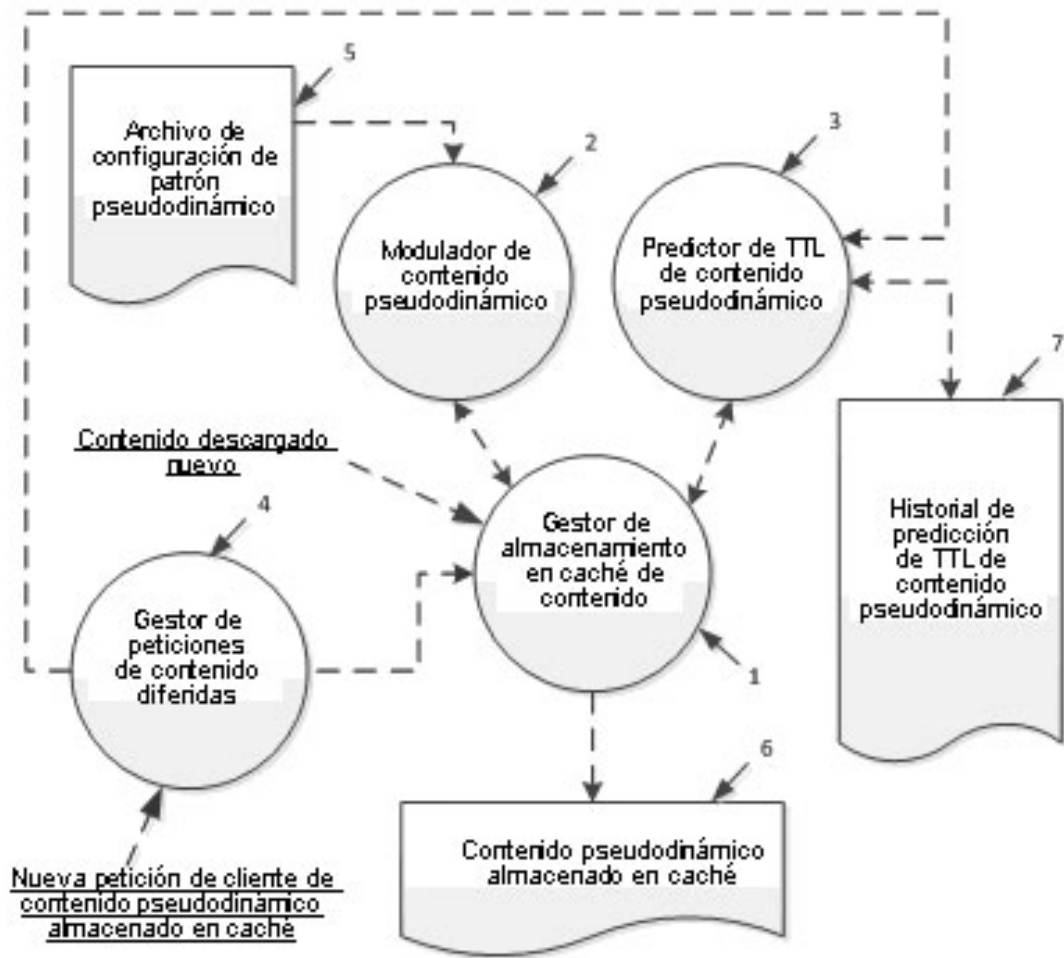 5
Archivo de
configuración de
patrón
pseudodinámico
2
Modulador de
contenido
pseudodinámico
3
Predictor de TTL
de contenido
pseudodinámico
7
Historial de
predicción
de TTL de
contenido
pseudodinámico
Contenido descargado
nuevo
4
Gestor de
peticiones
de contenido
diferidas
Gestor de
almacenamiento
en caché de
contenido
1
6
Contenido pseudodinámico
almacenado en caché
Nueva petición de cliente de
contenido pseudodinámico
almacenado en caché